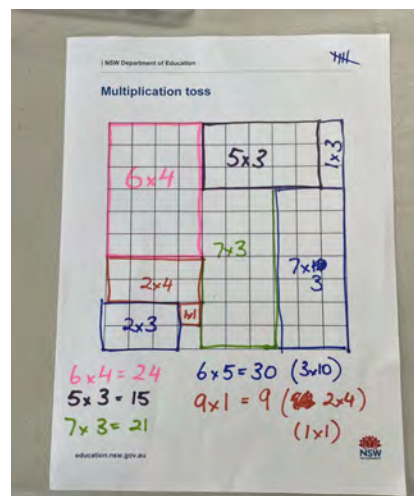 | NSW Department of Education
Multiplication toss
6x4
5x3
1x3
7x3
7x
3
2x4
1x1
2x3
6x4 = 24
6x5=30 (3x10)
5x3=15
9x1 = 9 ( 2x4)
7x3=21
(1x1)
education.nsw.gov.au
NSW